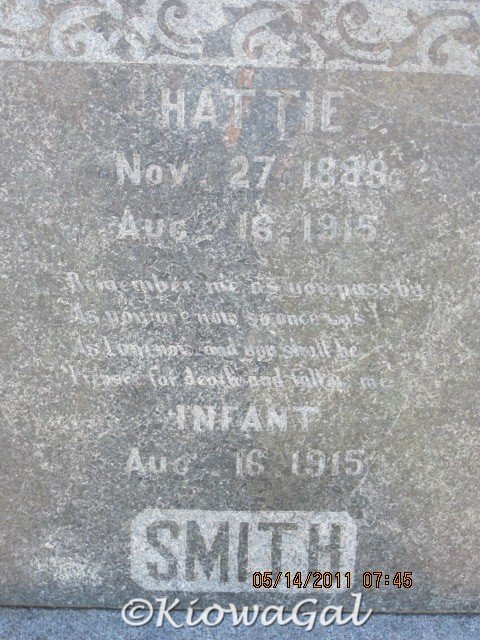 HATTIE
Nov. 27. 1889.
Aug. 16. 1915
Remember me as you pass by,
As you are now so once was I
As I am now, and you shall be
Prepare for death and follow me
INFANT
Aug. 16. 1915
SMITH
05/14/2011 07:45
©KiowaGal